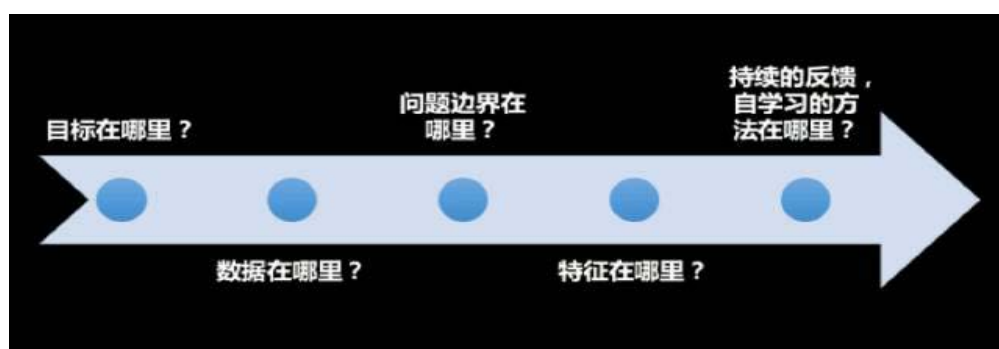 目标在哪里？
数据在哪里？
问题边界在
哪里？
特征在哪里？
持续的反馈，
自学习的方
法在哪里？